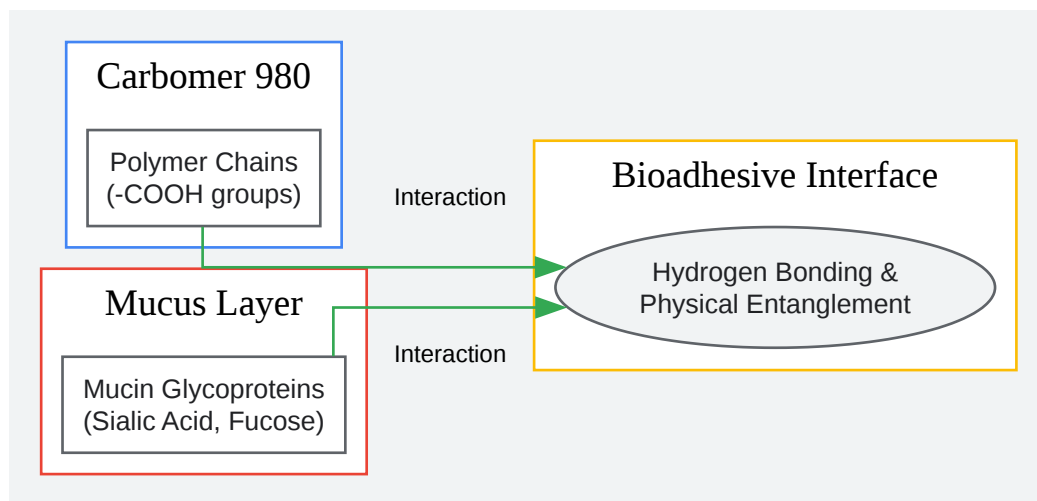 Carbomer 980
Polymer Chains
(-COOH groups)
Interaction
Bioadhesive Interface
Hydrogen Bonding &
Physical Entanglement
Mucus Layer
Mucin Glycoproteins
(Sialic Acid, Fucose)
Interaction